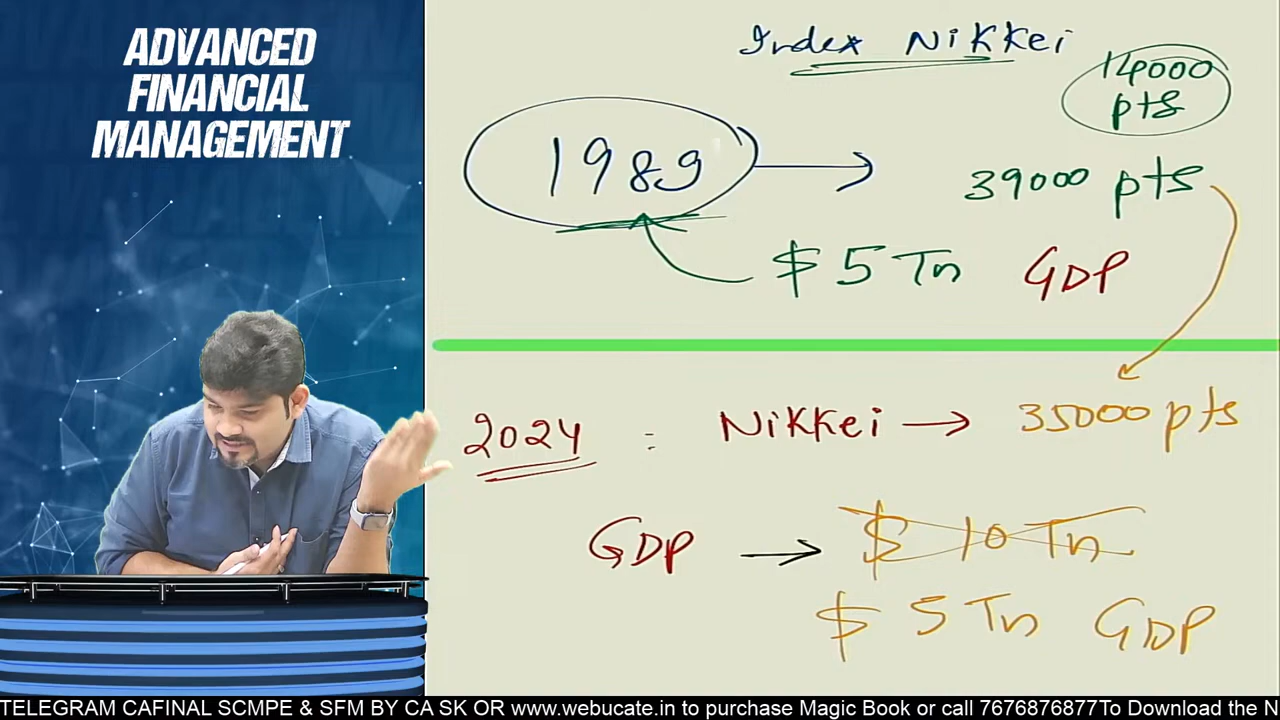 ADVANCED
FINANCIAL
MANAGEMENT
Index Nikkei
14000
pts
1989
39000 pts
$ 5 Tn GDP
2024 : Nikkei → 35000 pts
GDP → $ 10 Tn
$ 5 Tn GDP
TELEGRAM CAFINAL SCMPE & SFM BY CA SK OR www.webucate.in to purchase Magic Book or call 7676876877To Download the N